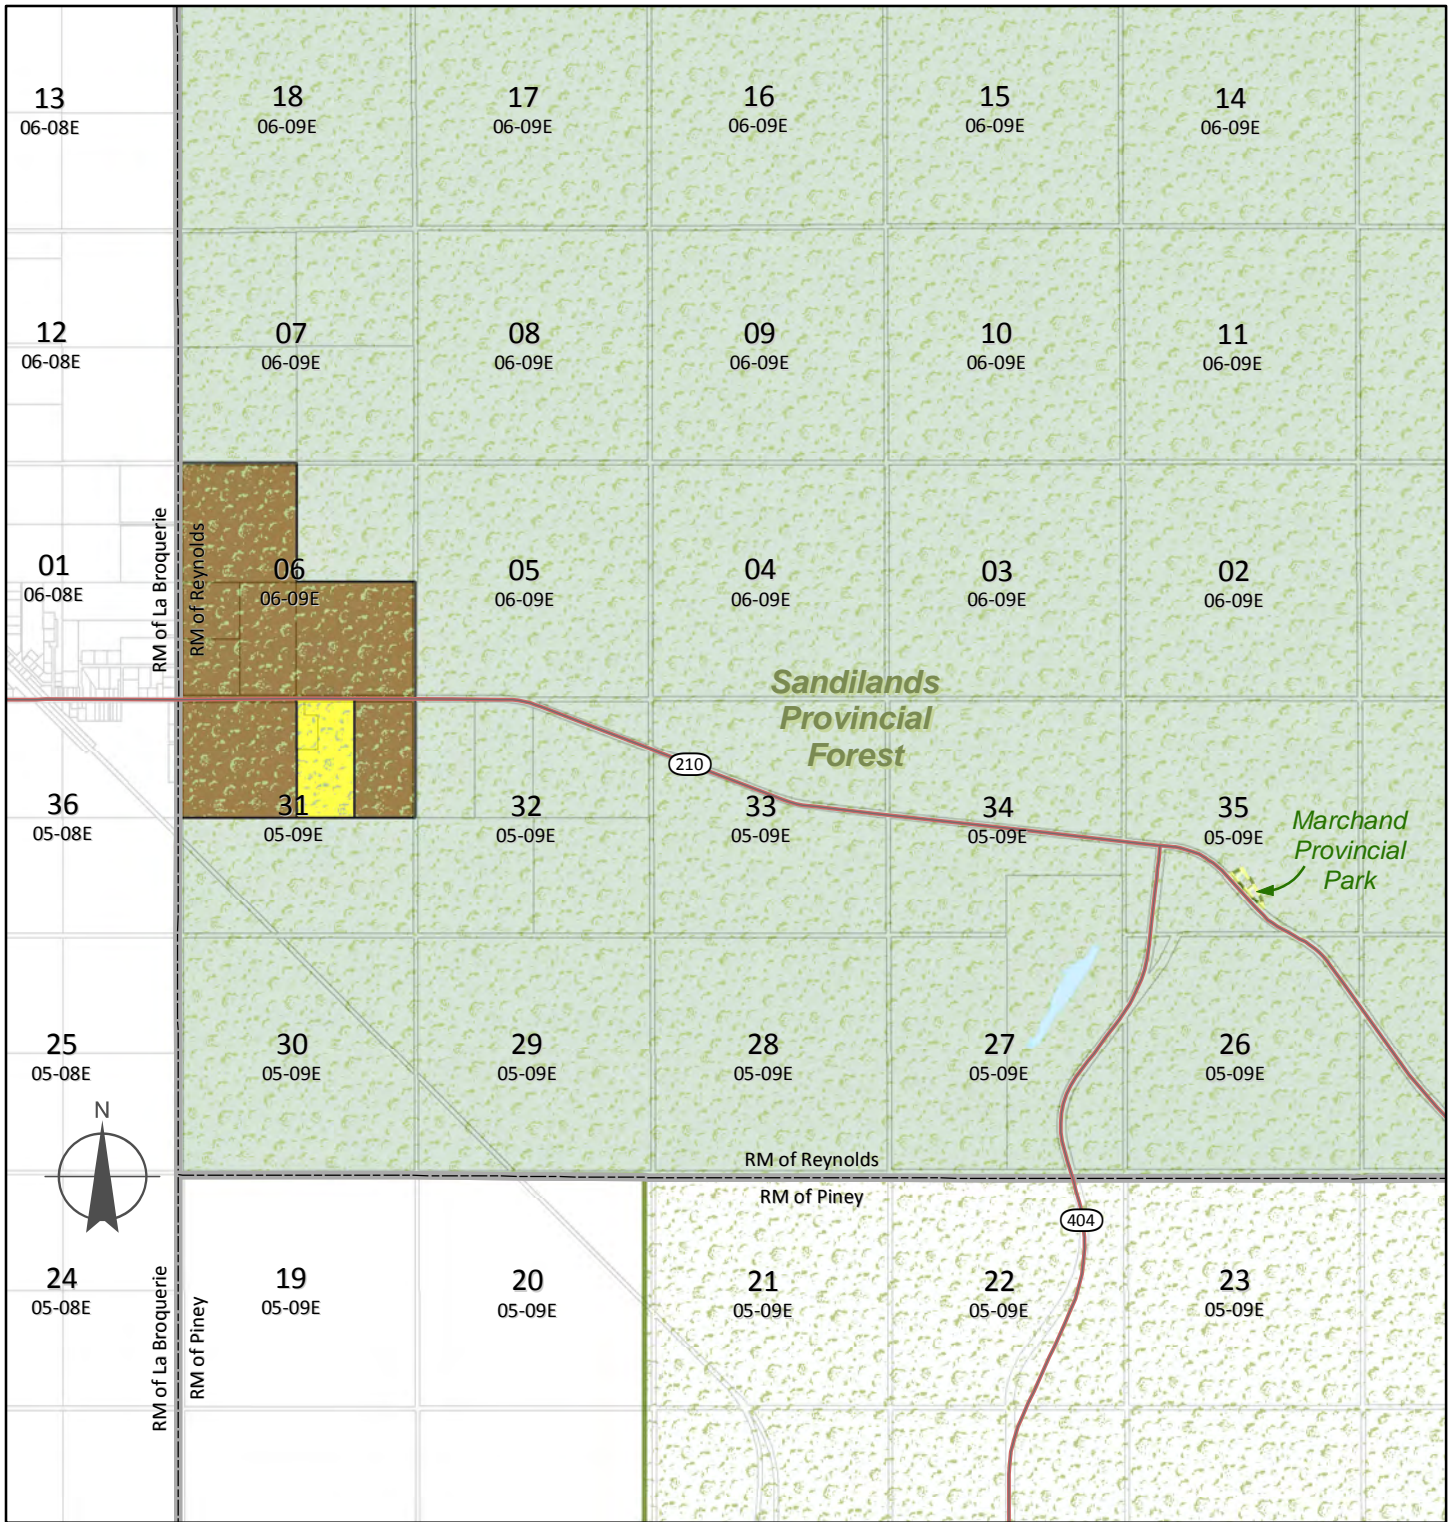 13
06-08E
18
06-09E
17
06-09E
16
06-09E
15
06-09E
14
06-09E
12
06-08E
07
06-09E
08
06-09E
09
06-09E
10
06-09E
11
06-09E
RM of La Broquerie
RM of Reynolds
01
06-08E
06
06-09E
05
06-09E
04
06-09E
03
06-09E
02
06-09E
Sandilands
Provincial
Forest
210
36
05-08E
31
05-09E
32
05-09E
33
05-09E
34
05-09E
35
05-09E
Marchand
Provincial
Park
25
05-08E
30
05-09E
29
05-09E
28
05-09E
27
05-09E
26
05-09E
N
RM of Reynolds
RM of Piney
404
24
05-08E
RM of La Broquerie
RM of Piney
19
05-09E
20
05-09E
21
05-09E
22
05-09E
23
05-09E